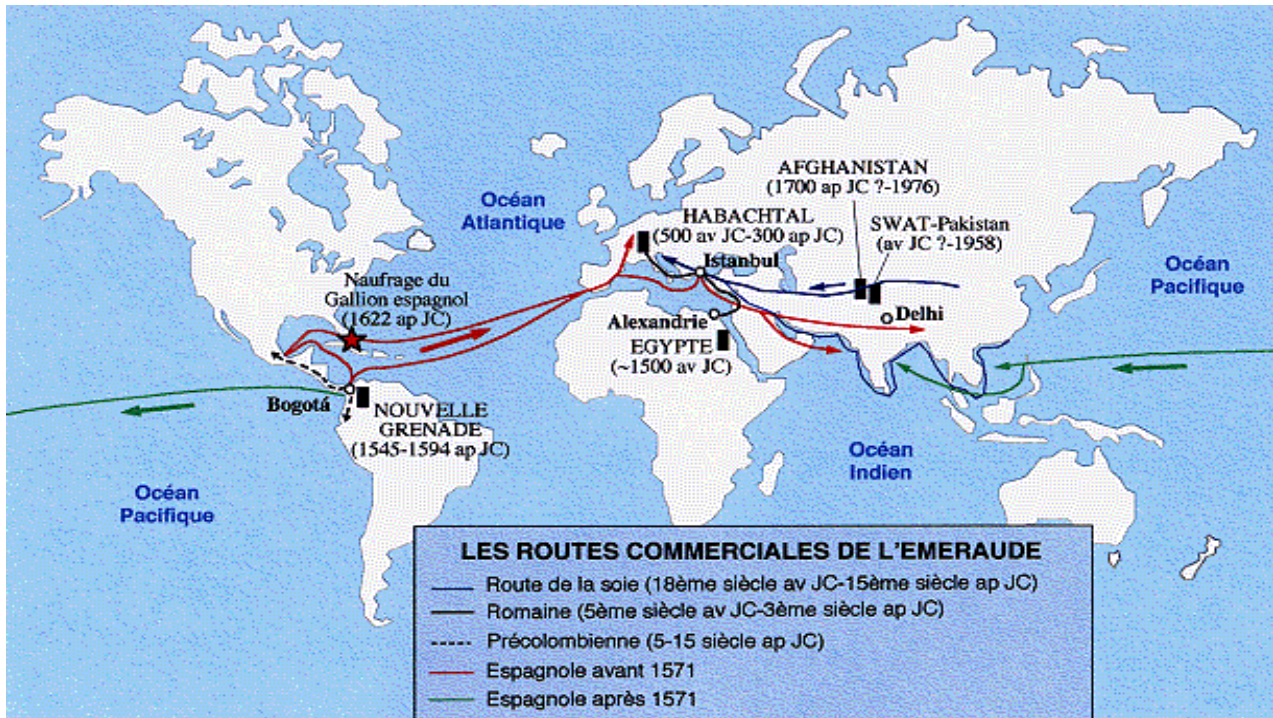 AFGHANISTAN
(1700 ap JC ?-1976)
Océan
Atlantique
HABACHTAL
(500 av JC-300 ap JC)
SWAT-Pakistan
(av JC ?-1958)
Istanbul
Océan
Pacifique
Naufrage du
Gallion espagnol
(1622 ap JC)
Delhi
Alexandrie
EGYPTE
(~1500 av JC)
Bogotá
NOUVELLE
GRENADE
(1545-1594 ap JC)
Océan
Indien
Océan
Pacifique
LES ROUTES COMMERCIALES DE L'EMERAUDE
Route de la soie (18ème siècle av JC-15ème siècle ap JC)
Romaine (5ème siècle av JC-3ème siècle ap JC)
Précolombienne (5-15 siècle ap JC)
Espagnole avant 1571
Espagnole après 1571